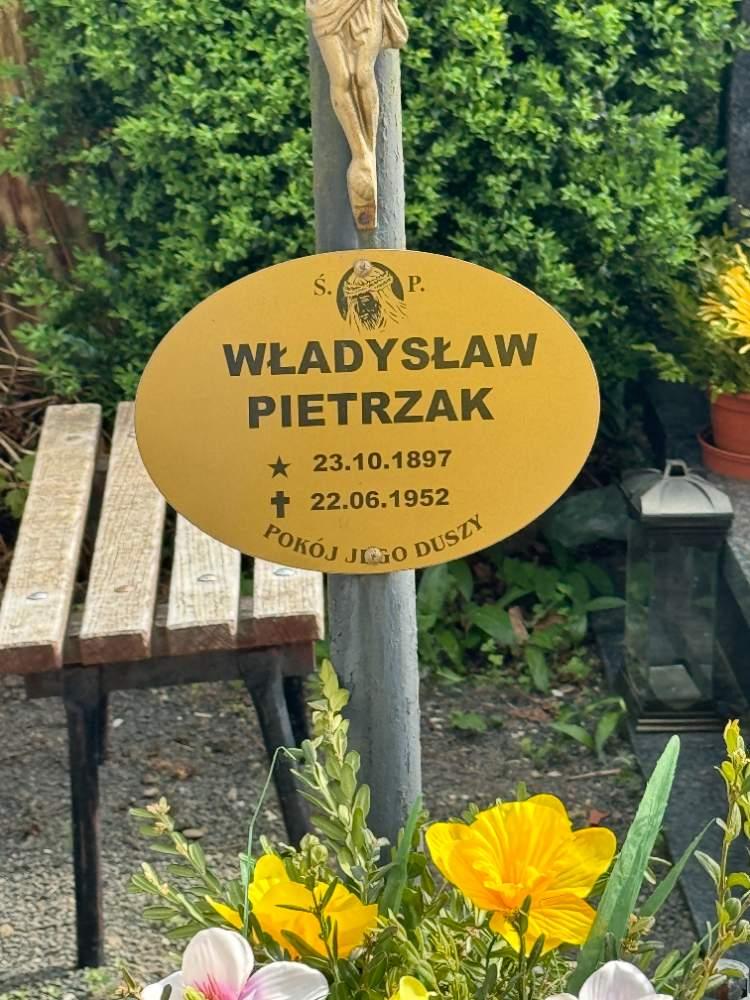 Ś. P.
WŁADYSŁAW
PIETRZAK
★ 23.10.1897
✝ 22.06.1952
POKÓJ JEGO DUSZY